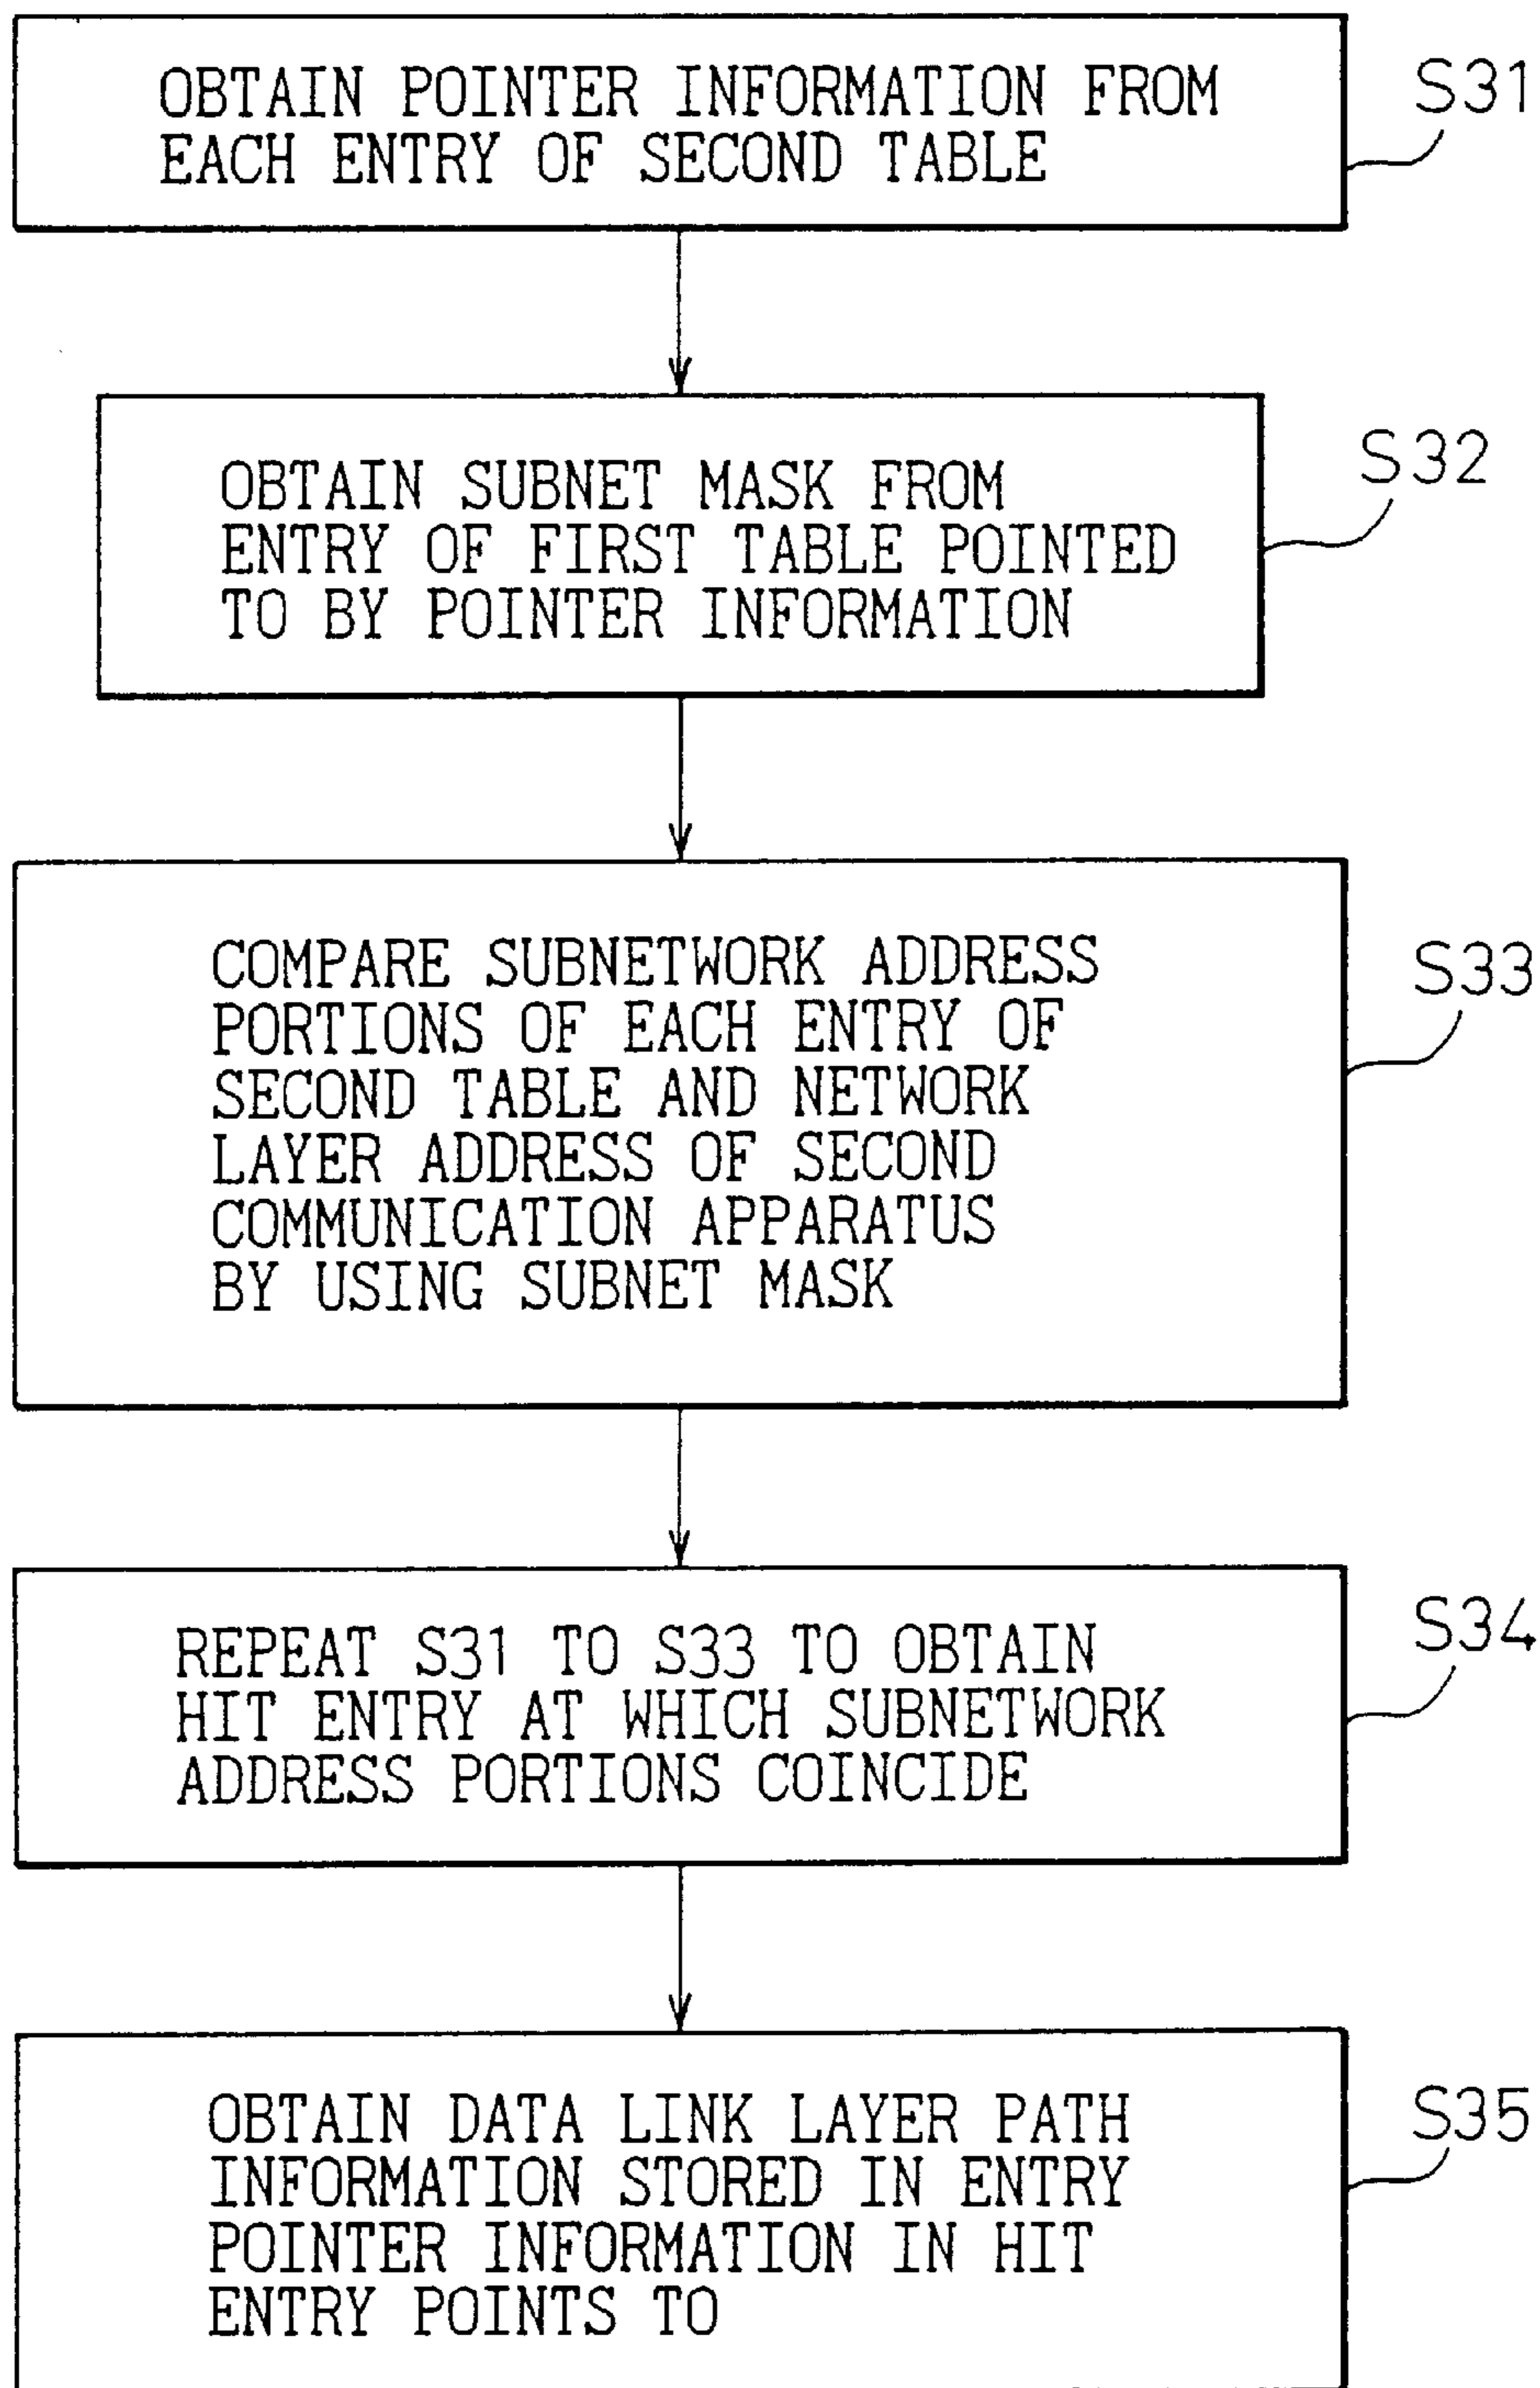 OBTAIN POINTER INFORMATION FROM
EACH ENTRY OF SECOND TABLE
S31
OBTAIN SUBNET MASK FROM
ENTRY OF FIRST TABLE POINTED
TO BY POINTER INFORMATION
S32
COMPARE SUBNETWORK ADDRESS
PORTIONS OF EACH ENTRY OF
SECOND TABLE AND NETWORK
LAYER ADDRESS OF SECOND
COMMUNICATION APPARATUS
BY USING SUBNET MASK
S33
REPEAT S31 TO S33 TO OBTAIN
HIT ENTRY AT WHICH SUBNETWORK
ADDRESS PORTIONS COINCIDE
S34
OBTAIN DATA LINK LAYER PATH
INFORMATION STORED IN ENTRY
POINTER INFORMATION IN HIT
ENTRY POINTS TO
S35